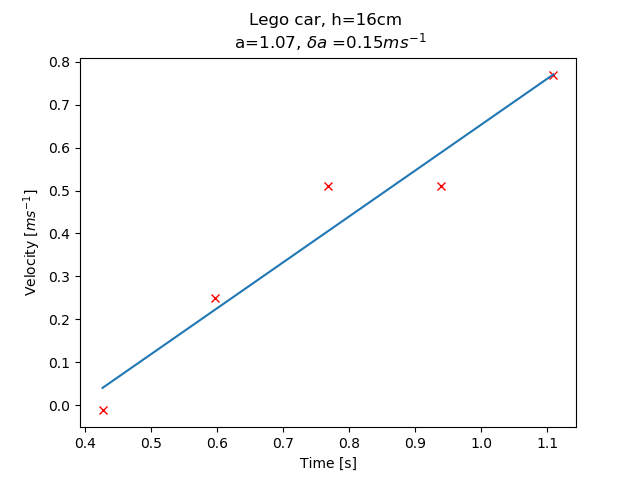 Lego car, h=16cm
a=1.07, δa =0.15ms⁻¹
0.8
0.7
0.6
0.5
0.4
0.3
0.2
0.1
0.0
Velocity [ms⁻¹]
0.4 0.5 0.6 0.7 0.8 0.9 1.0 1.1
Time [s]